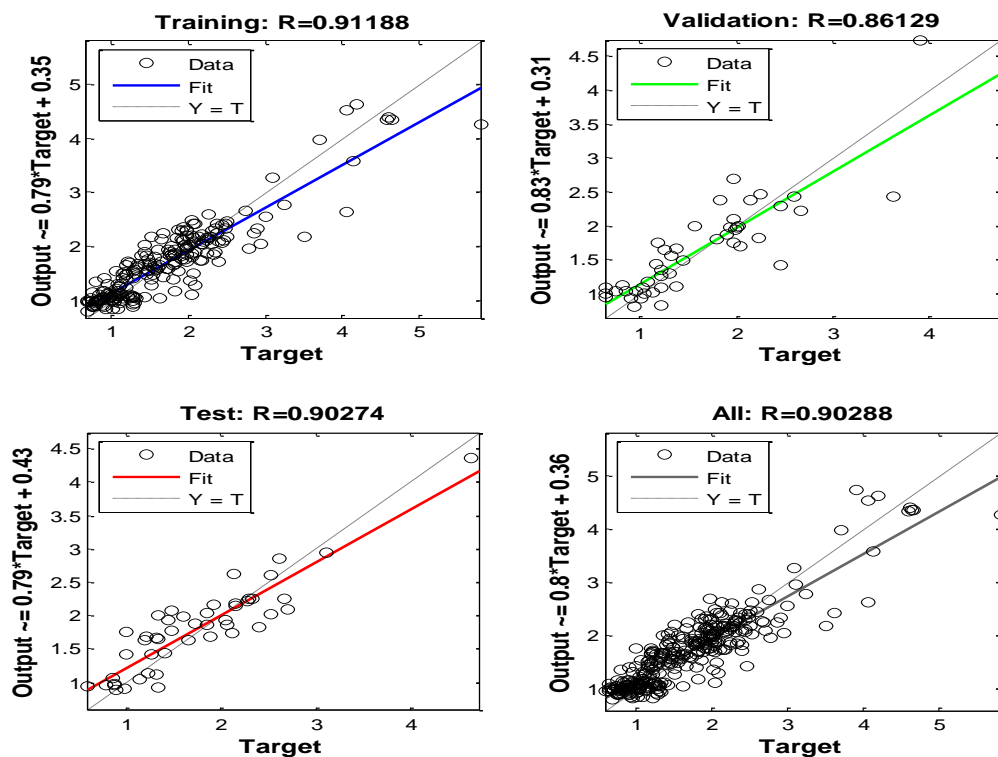 Training: R=0.91188
Output ~= 0.79*Target + 0.35
Data
Fit
Y = T
5
4
3
2
1
1 2 3 4 5
Target
Validation: R=0.86129
Output ~= 0.83*Target + 0.31
Data
Fit
Y = T
4.5
4
3.5
3
2.5
2
1.5
1
1 2 3 4
Target
Test: R=0.90274
Output ~= 0.79*Target + 0.43
Data
Fit
Y = T
4.5
4
3.5
3
2.5
2
1.5
1
1 2 3 4
Target
All: R=0.90288
Output ~= 0.8*Target + 0.36
Data
Fit
Y = T
5
4
3
2
1
1 2 3 4 5
Target